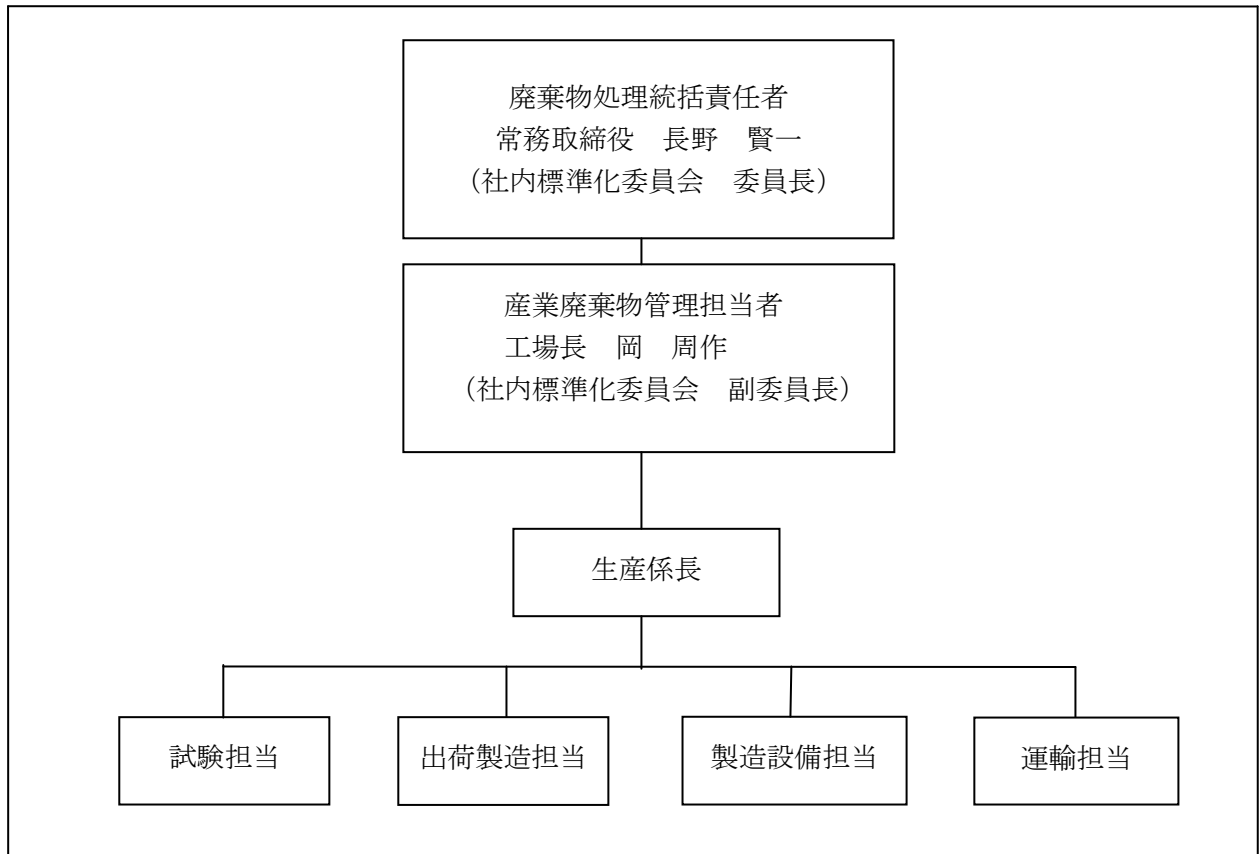 廃棄物処理統括責任者
常務取締役　長野　賢一
（社内標準化委員会　委員長）
産業廃棄物管理担当者
工場長　岡　周作
（社内標準化委員会　副委員長）
生産係長
試験担当
出荷製造担当
製造設備担当
運輸担当